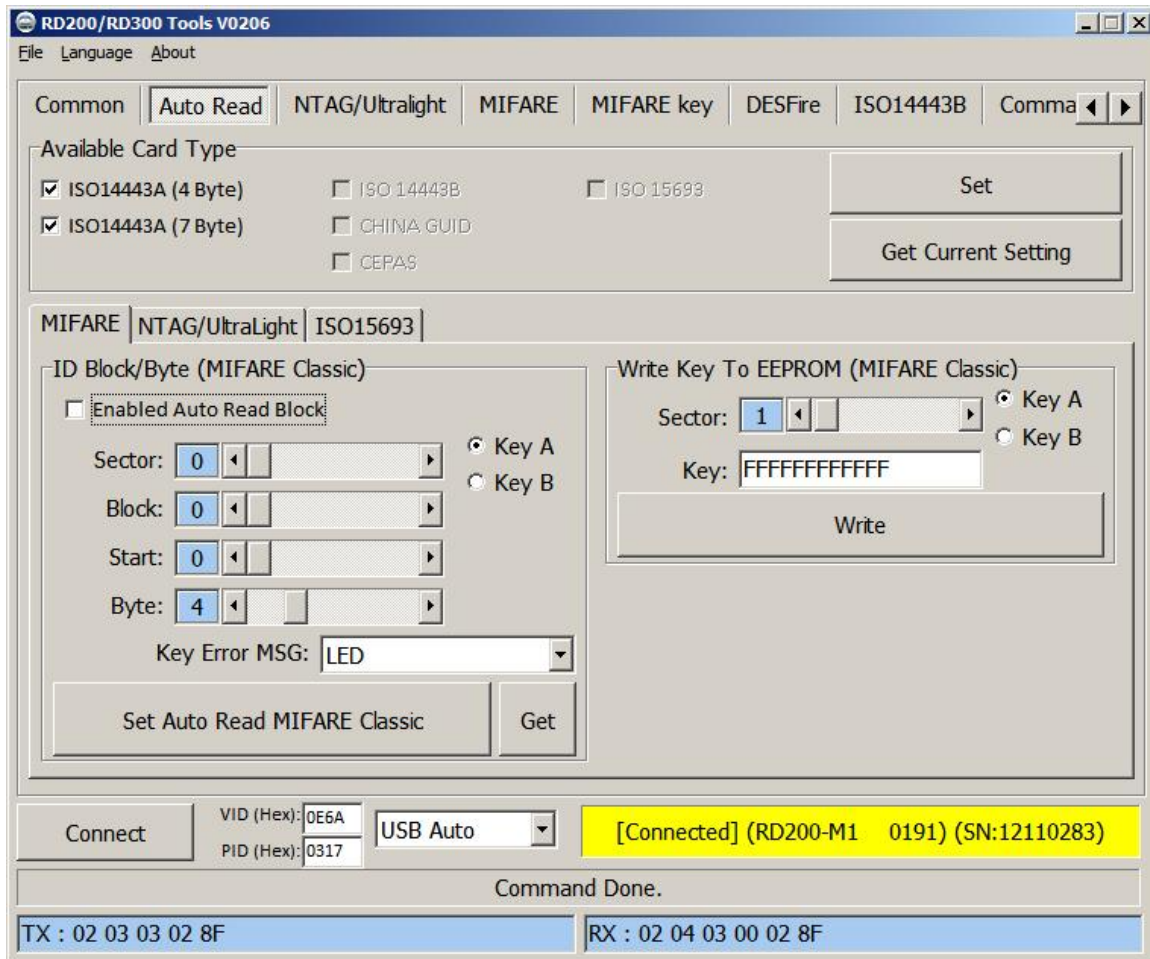 RD200/RD300 Tools V0206
File Language About
Common Auto Read NTAG/Ultralight MIFARE MIFARE key DESFire ISO14443B Comma
Available Card Type
ISO14443A (4 Byte) ISO 14443B ISO 15693 Set
ISO14443A (7 Byte) CHINA GUID
CEPAS Get Current Setting
MIFARE NTAG/UltraLight ISO15693
ID Block/Byte (MIFARE Classic)
Enabled Auto Read Block
Sector: 0 Key A
Key B
Block: 0
Start: 0
Byte: 4
Key Error MSG: LED
Set Auto Read MIFARE Classic Get
Write Key To EEPROM (MIFARE Classic)
Sector: 1 Key A
Key B
Key: FFFFFFFFFFFF
Write
Connect VID (Hex): 0E6A USB Auto [Connected] (RD200-M1 0191) (SN:12110283)
PID (Hex): 0317
Command Done.
TX : 02 03 03 02 8F RX : 02 04 03 00 02 8F